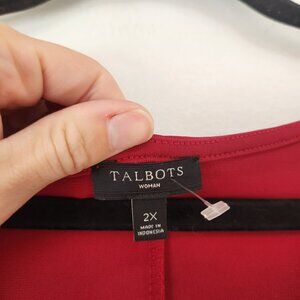 TALBOTS
WOMAN
2X
MADE IN
INDONESIA